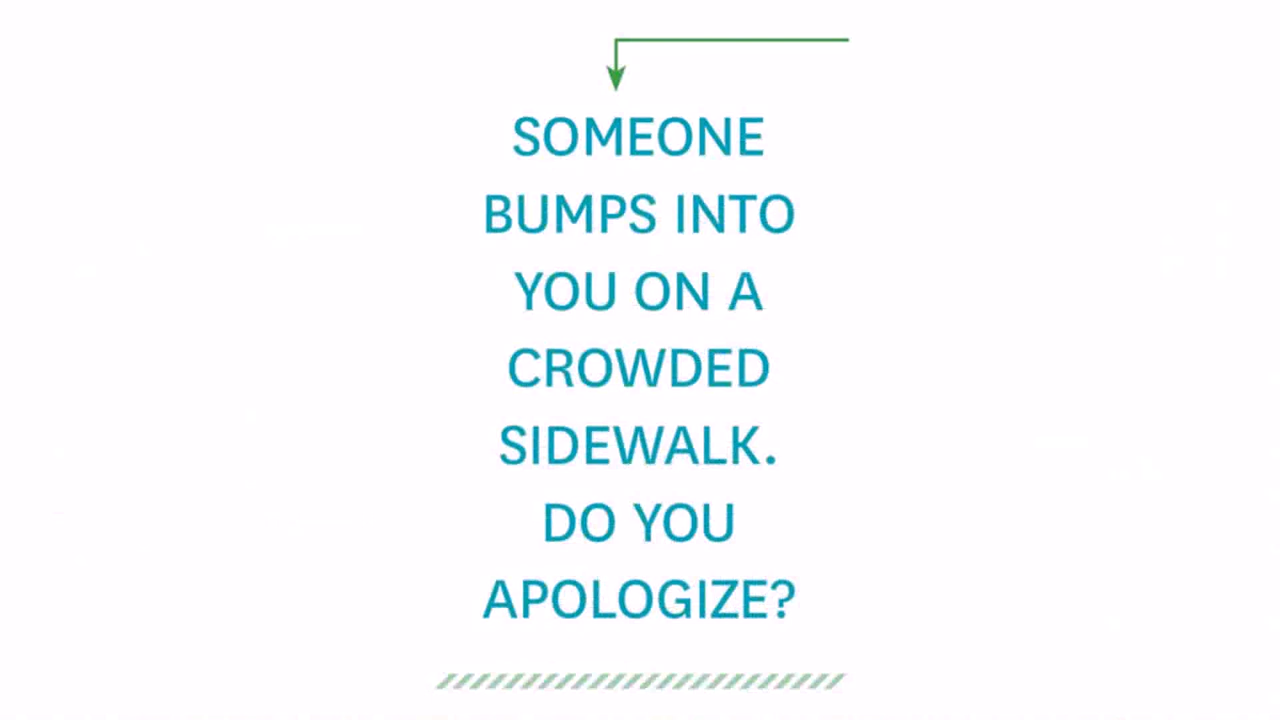 SOMEONE
BUMPS INTO
YOU ON A
CROWDED
SIDEWALK.
DO YOU
APOLOGIZE?